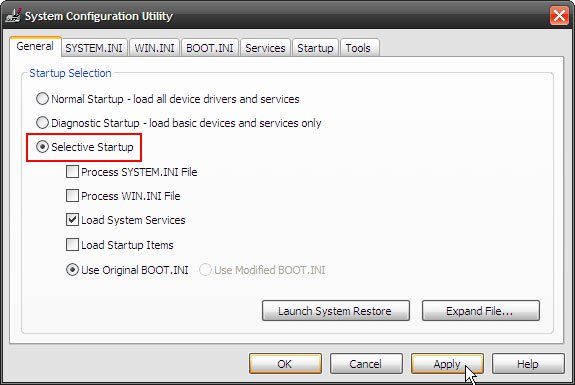 System Configuration Utility
General SYSTEM.INI WIN.INI BOOT.INI Services Startup Tools
Startup Selection
Normal Startup - load all device drivers and services
Diagnostic Startup - load basic devices and services only
Selective Startup
Process SYSTEM.INI File
Process WIN.INI File
Load System Services
Load Startup Items
Use Original BOOT.INI Use Modified BOOT.INI
Launch System Restore Expand File...
OK Cancel Apply Help